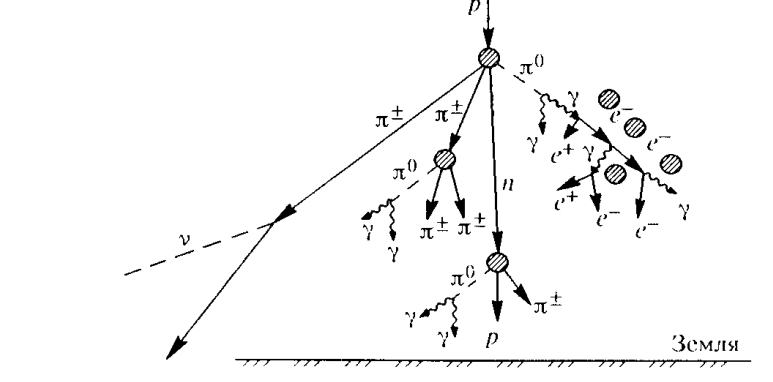 p
π⁰
π± π± γ e⁻
γ e⁺ γ e⁻
π⁰ n
e⁺ e⁻ e⁻ γ
γ γ π± π±
ν
π⁰
γ γ p π±
Земля